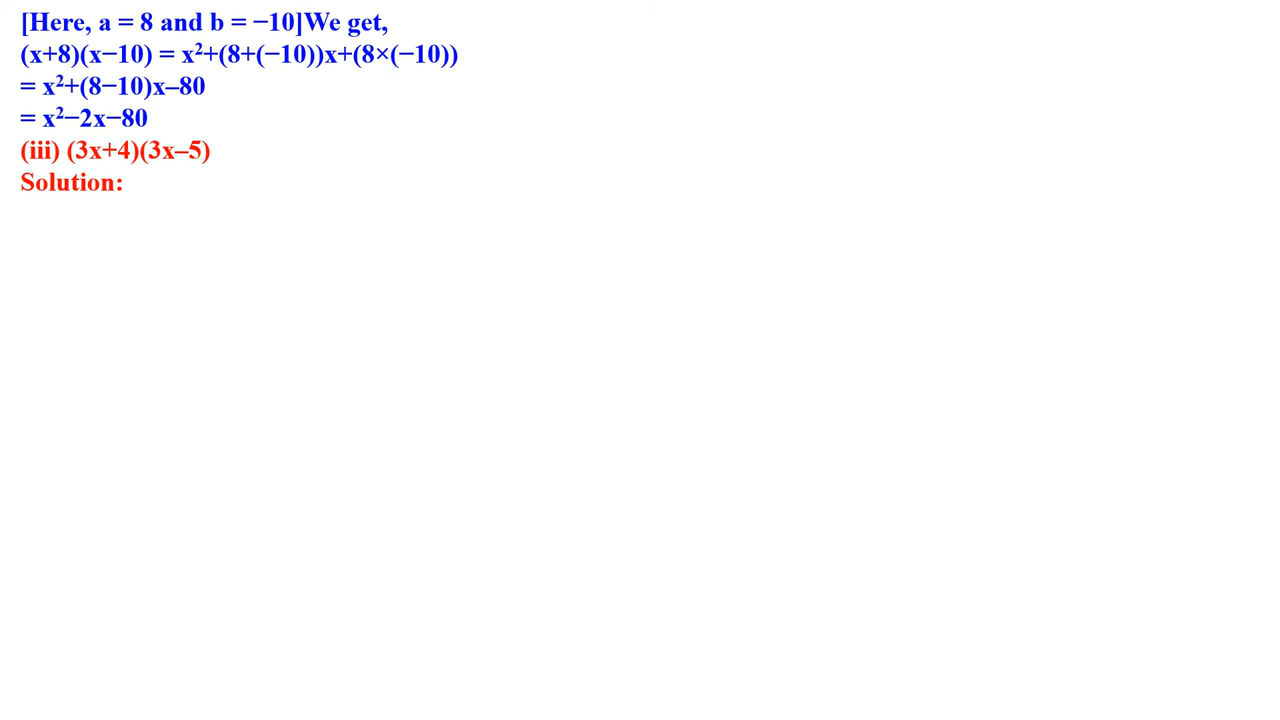 [Here, a = 8 and b = −10]We get,
(x+8)(x−10) = x²+(8+(−10))x+(8×(−10))
= x²+(8−10)x–80
= x²−2x−80
(iii) (3x+4)(3x–5)
Solution: